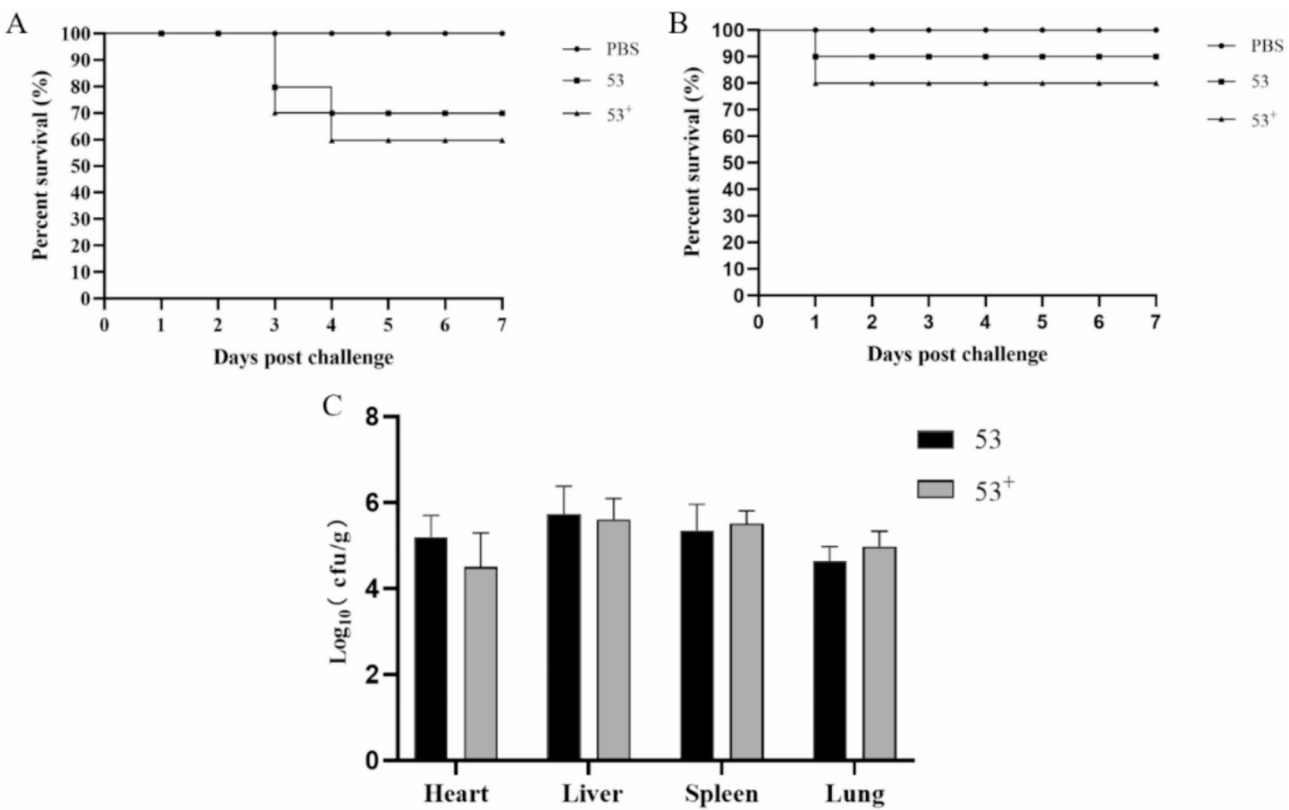 A
Percent survival (%)
100
90
80
70
60
50
40
30
20
10
0
0 1 2 3 4 5 6 7
Days post challenge
PBS
53
53⁺
B
Percent survival (%)
100
90
80
70
60
50
40
30
20
10
0
0 1 2 3 4 5 6 7
Days post challenge
PBS
53
53⁺
C
Log₁₀( cfu/g)
8
6
4
2
0
Heart Liver Spleen Lung
53
53⁺